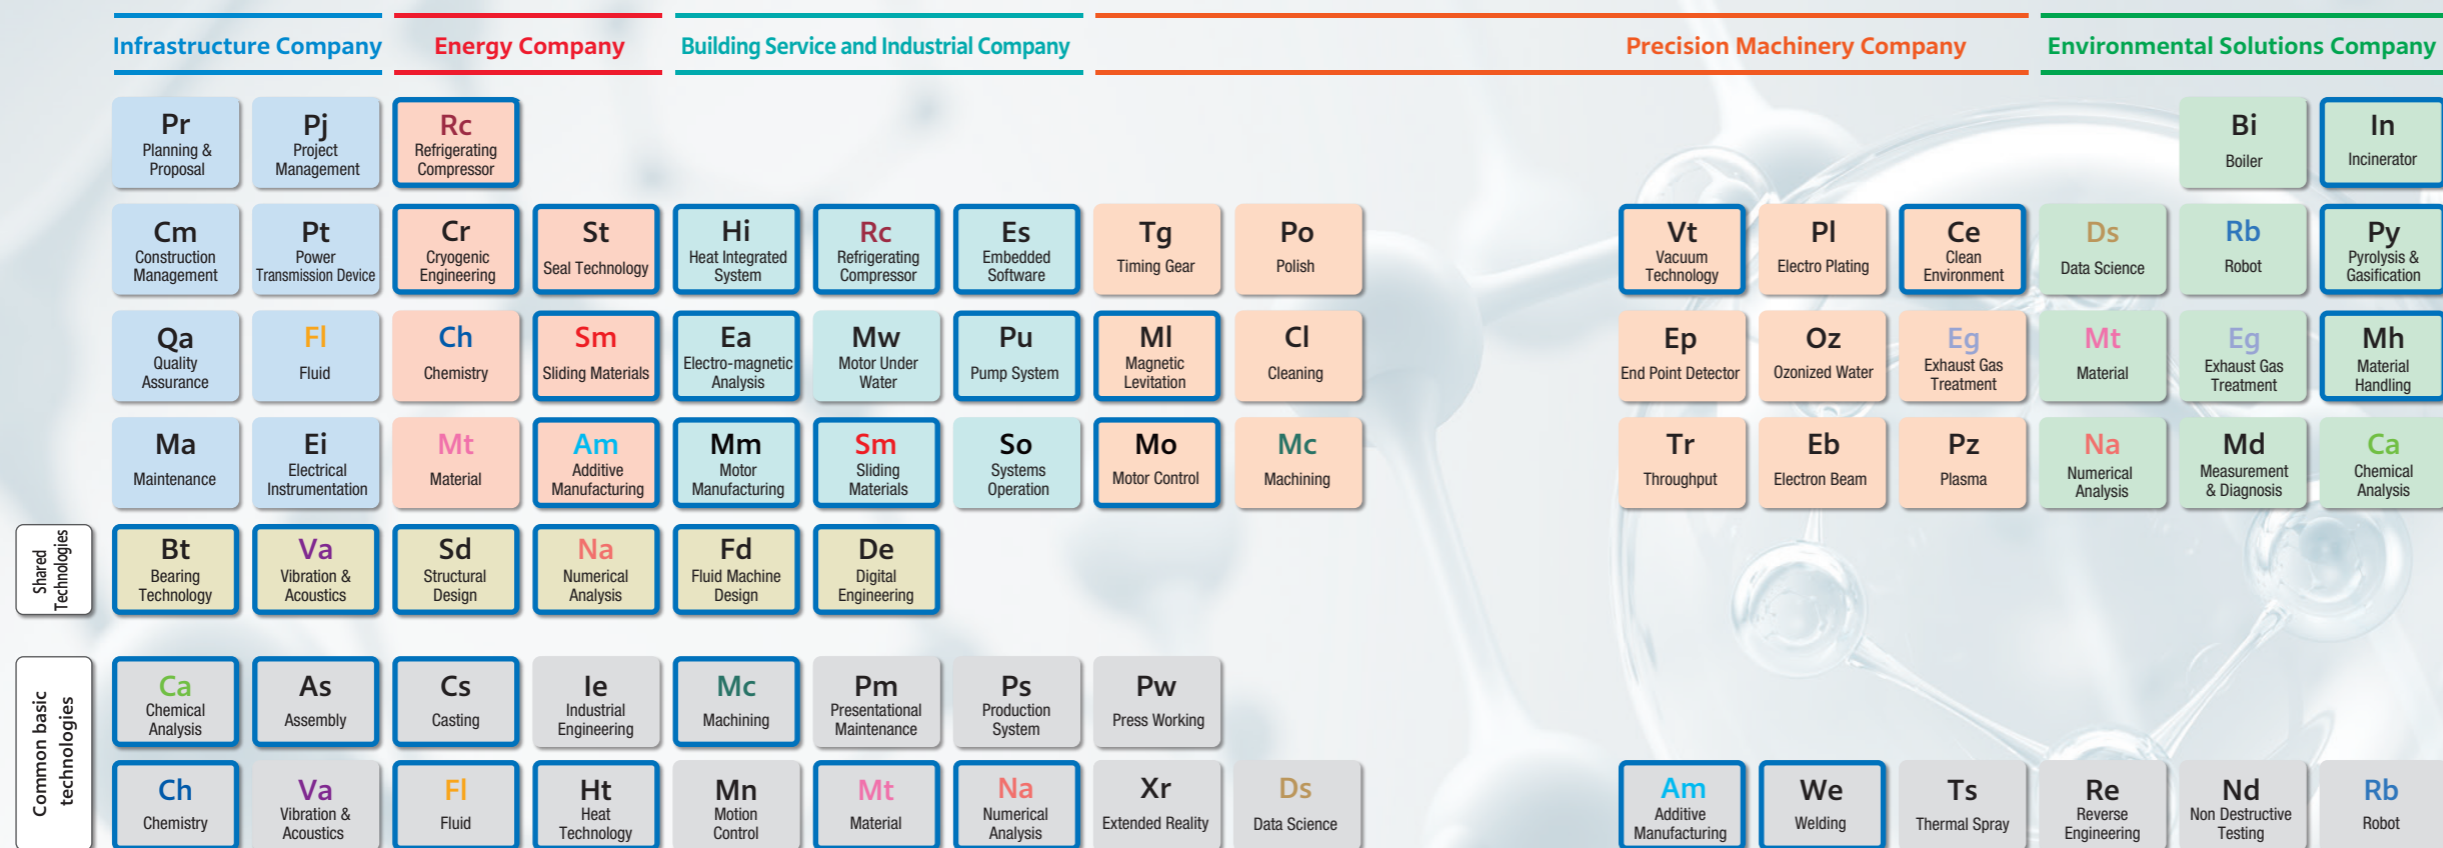 Infrastructure Company
Energy Company
Building Service and Industrial Company
Precision Machinery Company
Environmental Solutions Company
Pr
Planning &
Proposal
Pj
Project
Management
Rc
Refrigerating
Compressor
Bi
Boiler
In
Incinerator
Cm
Construction
Management
Pt
Power
Transmission Device
Cr
Cryogenic
Engineering
St
Seal Technology
Hi
Heat Integrated
System
Rc
Refrigerating
Compressor
Es
Embedded
Software
Tg
Timing Gear
Po
Polish
Vt
Vacuum
Technology
Pl
Electro Plating
Ce
Clean
Environment
Ds
Data Science
Rb
Robot
Py
Pyrolysis &
Gasification
Qa
Quality
Assurance
Fl
Fluid
Ch
Chemistry
Sm
Sliding Materials
Ea
Electro-magnetic
Analysis
Mw
Motor Under
Water
Pu
Pump System
Ml
Magnetic
Levitation
Cl
Cleaning
Ep
End Point Detector
Oz
Ozonized Water
Eg
Exhaust Gas
Treatment
Mt
Material
Eg
Exhaust Gas
Treatment
Mh
Material
Handling
Ma
Maintenance
Ei
Electrical
Instrumentation
Mt
Material
Am
Additive
Manufacturing
Mm
Motor
Manufacturing
Sm
Sliding
Materials
So
Systems
Operation
Mo
Motor Control
Mc
Machining
Tr
Throughput
Eb
Electron Beam
Pz
Plasma
Na
Numerical
Analysis
Md
Measurement
& Diagnosis
Ca
Chemical
Analysis
Shared
Technologies
Bt
Bearing
Technology
Va
Vibration &
Acoustics
Sd
Structural
Design
Na
Numerical
Analysis
Fd
Fluid Machine
Design
De
Digital
Engineering
Common basic
technologies
Ca
Chemical
Analysis
As
Assembly
Cs
Casting
Ie
Industrial
Engineering
Mc
Machining
Pm
Presentational
Maintenance
Ps
Production
System
Pw
Press Working
Ch
Chemistry
Va
Vibration &
Acoustics
Fl
Fluid
Ht
Heat
Technology
Mn
Motion
Control
Mt
Material
Na
Numerical
Analysis
Xr
Extended Reality
Ds
Data Science
Am
Additive
Manufacturing
We
Welding
Ts
Thermal Spray
Re
Reverse
Engineering
Nd
Non Destructive
Testing
Rb
Robot